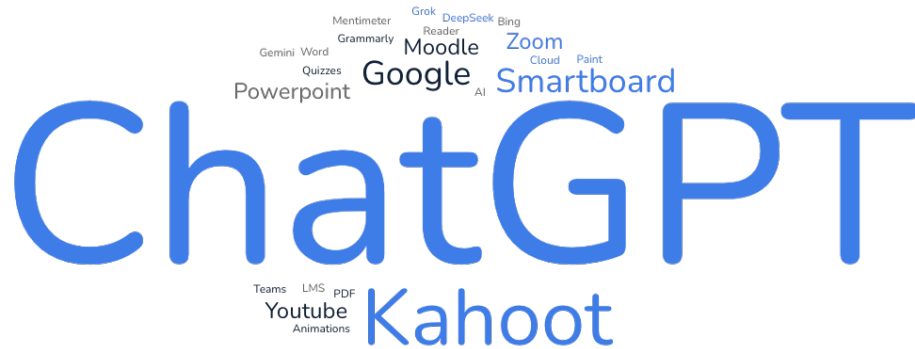 Grok
Mentimeter DeepSeek Bing
Reader
Grammarly Moodle Zoom
Gemini Word
Cloud Paint
Quizzes Google
Powerpoint AI Smartboard
ChatGPT
Teams LMS PDF
Youtube Kahoot
Animations